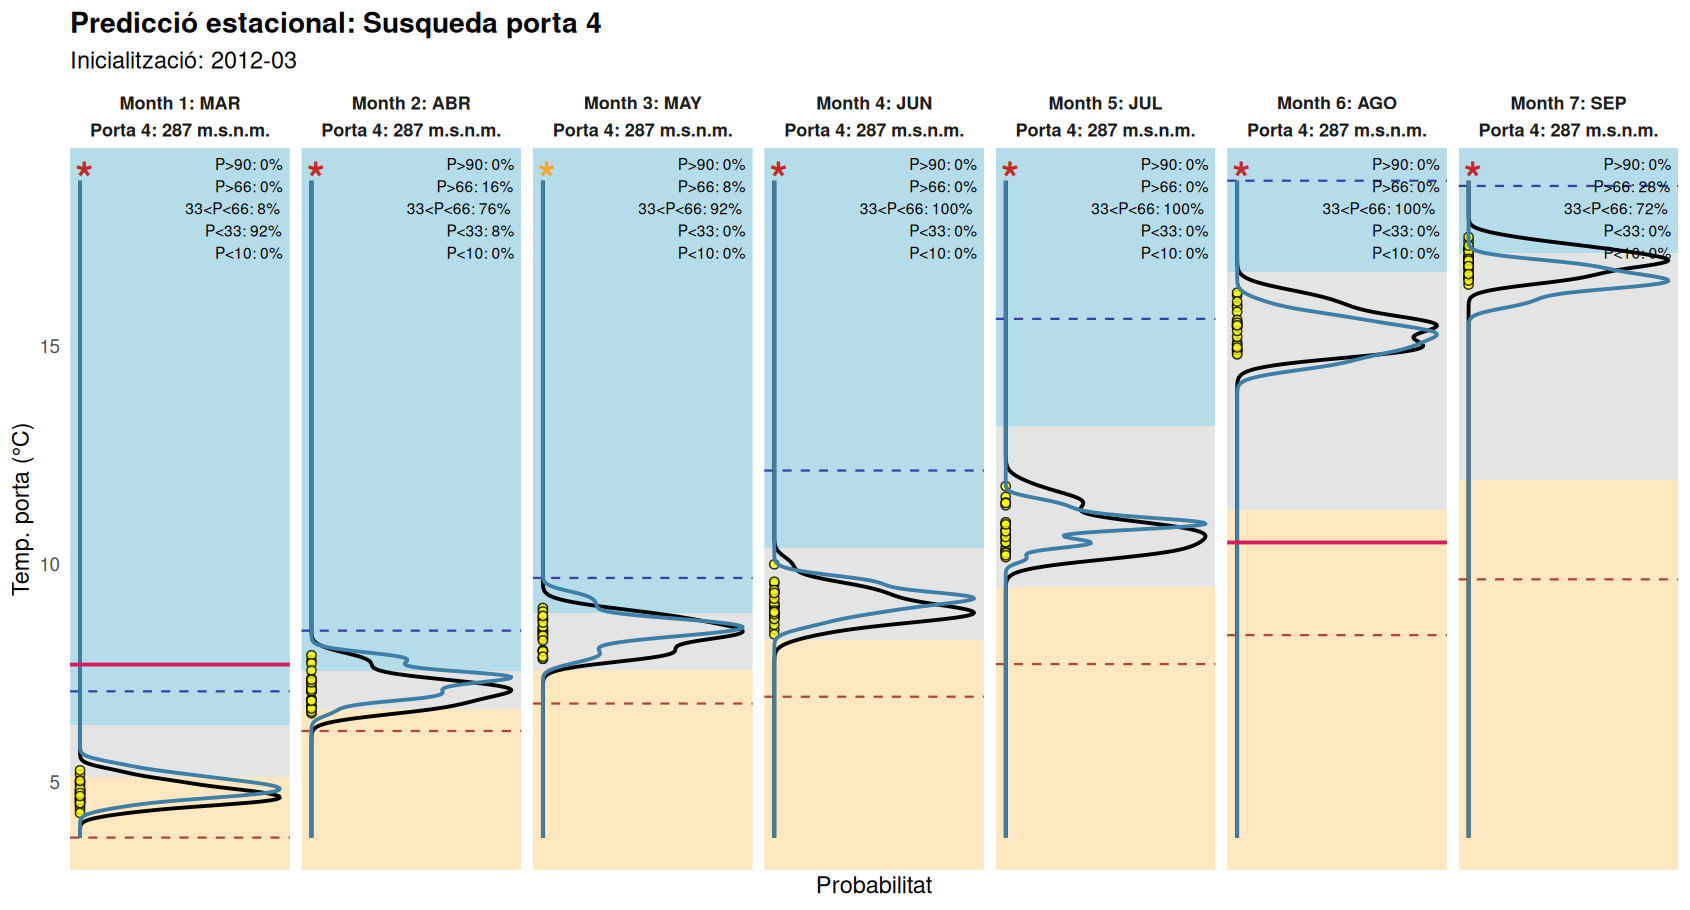 Predicció estacional: Susqueda porta 4
Inicialització: 2012-03
Month 1: MAR
Porta 4: 287 m.s.n.m.
Month 2: ABR
Porta 4: 287 m.s.n.m.
Month 3: MAY
Porta 4: 287 m.s.n.m.
Month 4: JUN
Porta 4: 287 m.s.n.m.
Month 5: JUL
Porta 4: 287 m.s.n.m.
Month 6: AGO
Porta 4: 287 m.s.n.m.
Month 7: SEP
Porta 4: 287 m.s.n.m.
*
P>90: 0%
P>66: 0%
33<P<66: 8%
P<33: 92%
P<10: 0%
*
P>90: 0%
P>66: 16%
33<P<66: 76%
P<33: 8%
P<10: 0%
*
P>90: 0%
P>66: 8%
33<P<66: 92%
P<33: 0%
P<10: 0%
*
P>90: 0%
P>66: 0%
33<P<66: 100%
P<33: 0%
P<10: 0%
*
P>90: 0%
P>66: 0%
33<P<66: 100%
P<33: 0%
P<10: 0%
*
P>90: 0%
P>66: 0%
33<P<66: 100%
P<33: 0%
P<10: 0%
*
P>90: 0%
P>66: 28%
33<P<66: 72%
P<33: 0%
P<10: 0%
15
10
5
Temp. porta (°C)
Probabilitat